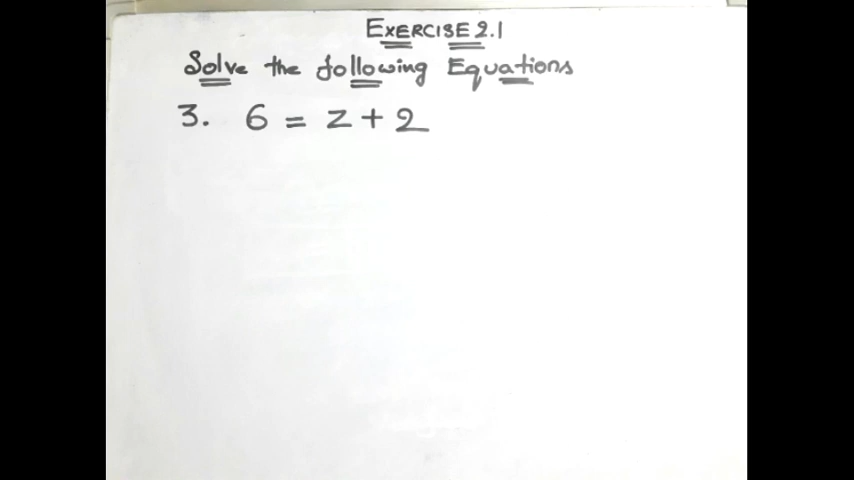 EXERCISE 2.1
Solve the following Equations
3. 6 = z + 2